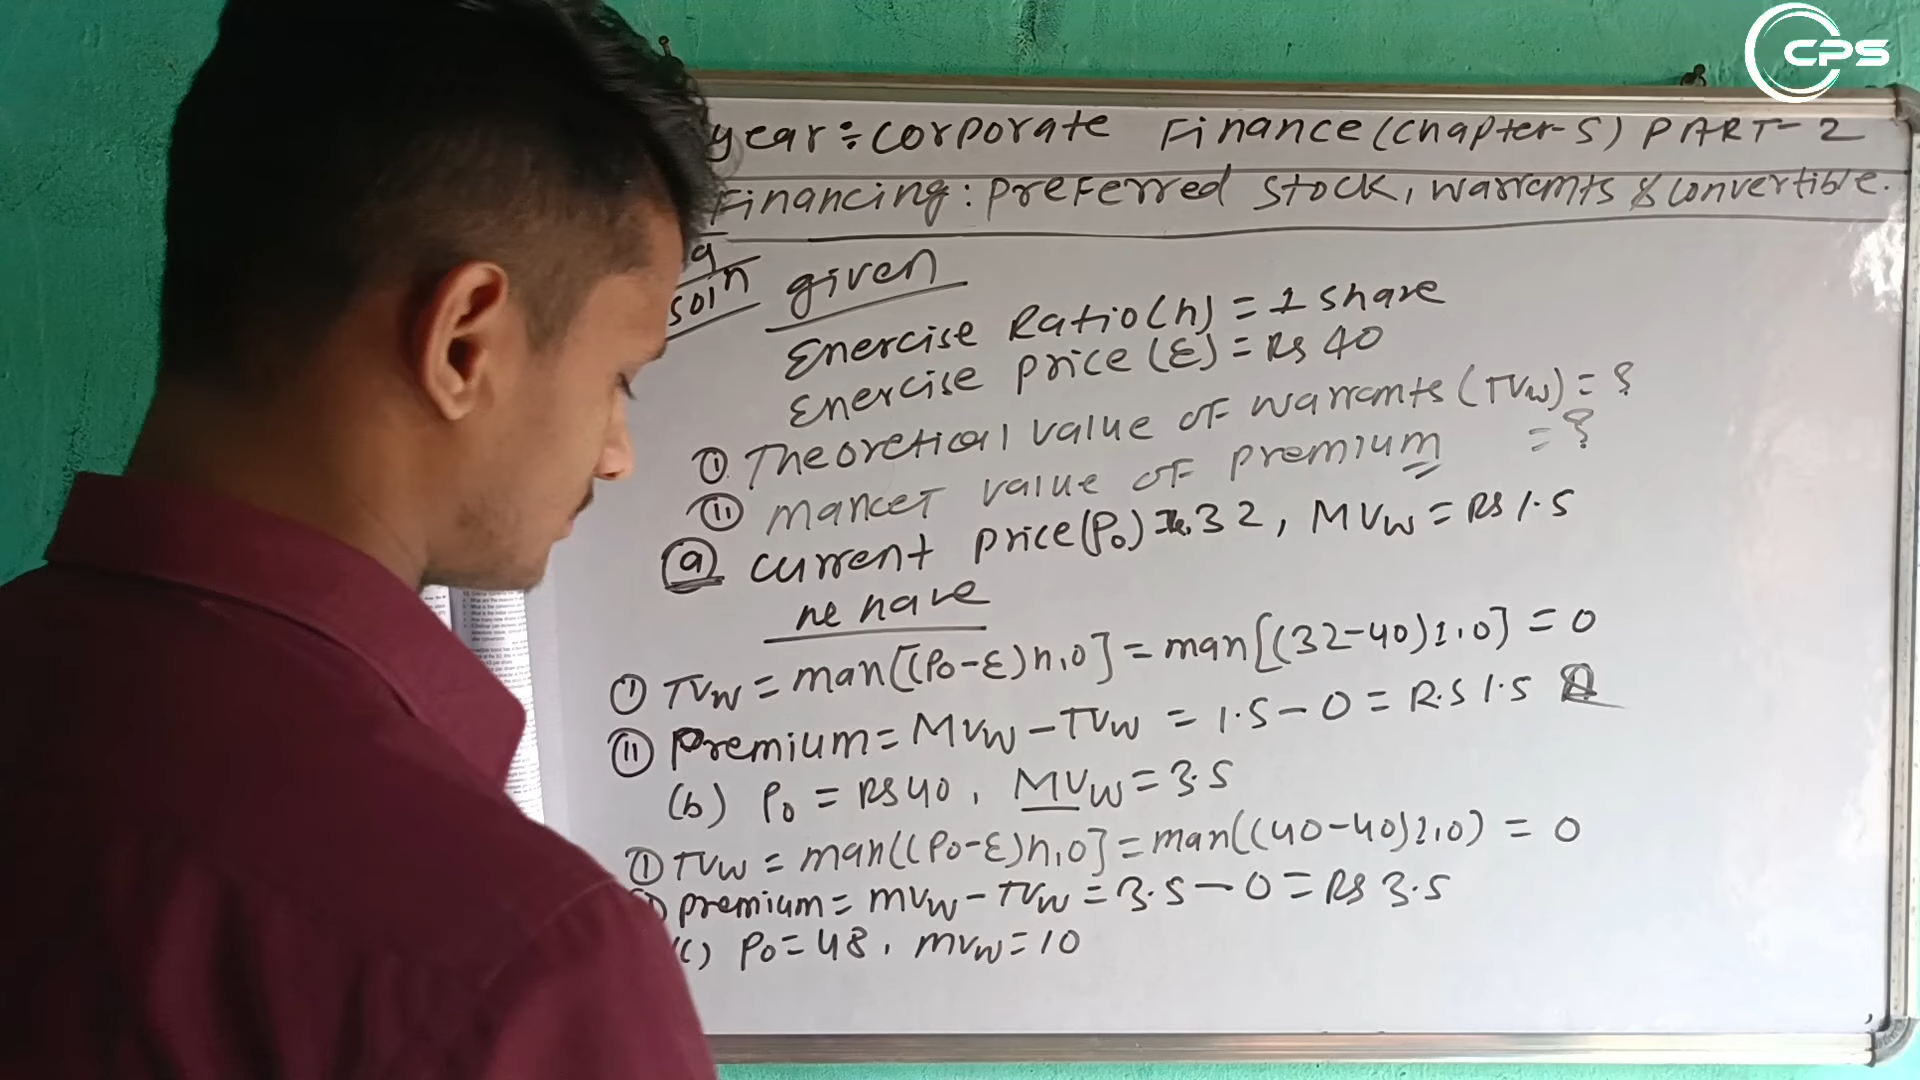 CPS
year:corporate Finance(chapter-5) PART-2
Financing: preferred stock, warrants & convertible.
9
soln given
Exercise Ratio(n) = 1 share
Exercise price (E) = Rs 40
(i) Theoretical value of warrants (TVw) = ?
(ii) market value of premium = ?
(a) current price(Po) 32, MVw = Rs 1.5
we have
(i) TVw = max[(Po-E)n,0] = max[(32-40)1,0] = 0
(ii) Premium = MVw - TVw = 1.5 - 0 = R.S 1.5
(b) Po = RS 40, MVw = 3.5
(i) TVw = max((Po-E)n,0] = max((40-40)1,0) = 0
premium = mvw - TVw = 3.5 - 0 = Rs 3.5
(c) Po = 48, mvw = 10